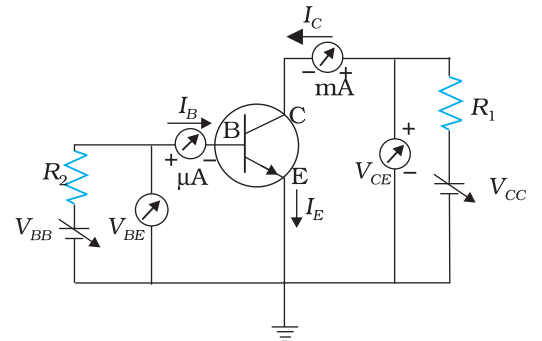 I_C
– +
mA
C
R_1
I_B
B
+ –
μA
+
V_CE
–
E
R_2
V_CC
I_E
V_BB
V_BE